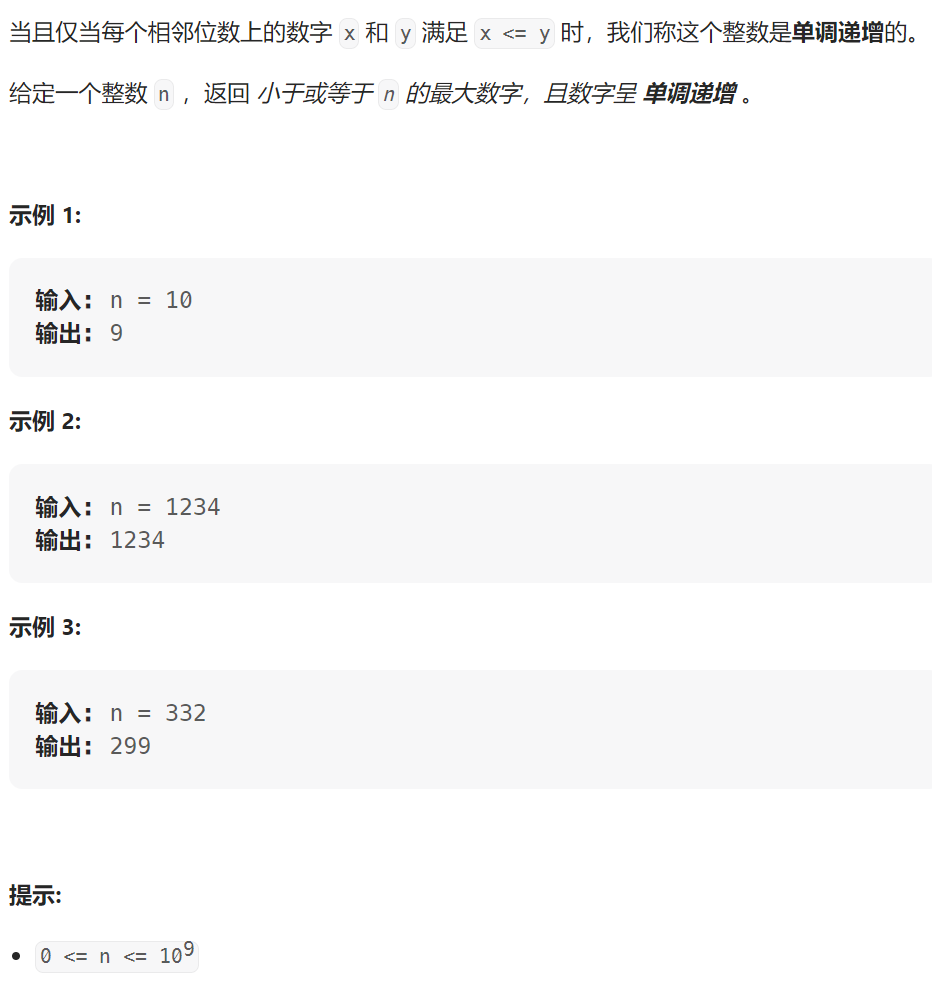 当且仅当每个相邻位数上的数字 x 和 y 满足 x <= y 时，我们称这个整数是单调递增的。
给定一个整数 n ，返回 小于或等于 n 的最大数字，且数字呈 单调递增 。
示例 1:
输入: n = 10
输出: 9
示例 2:
输入: n = 1234
输出: 1234
示例 3:
输入: n = 332
输出: 299
提示:
• 0 <= n <= 10⁹